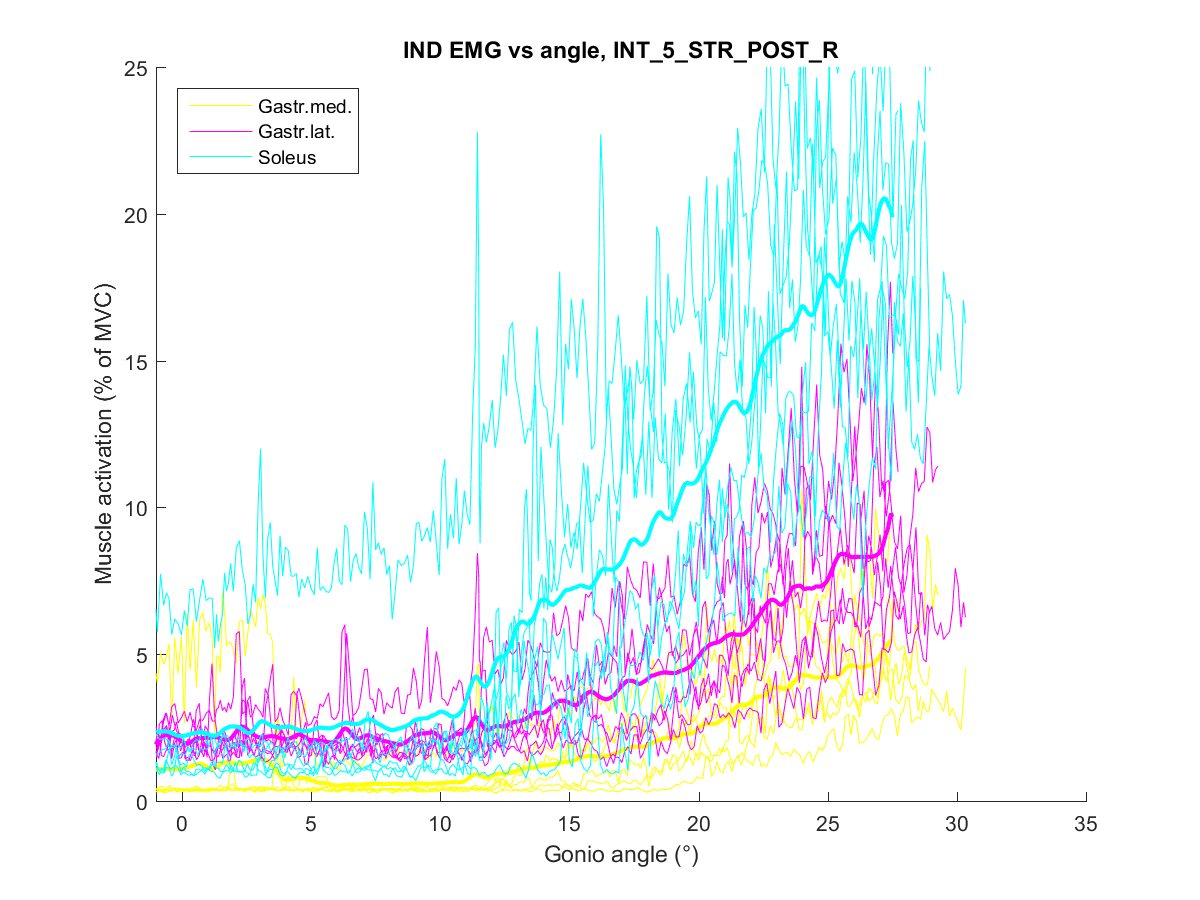 IND EMG vs angle, INT_5_STR_POST_R
25
20
15
10
5
0
Muscle activation (% of MVC)
Gastr.med.
Gastr.lat.
Soleus
0 5 10 15 20 25 30 35
Gonio angle (°)